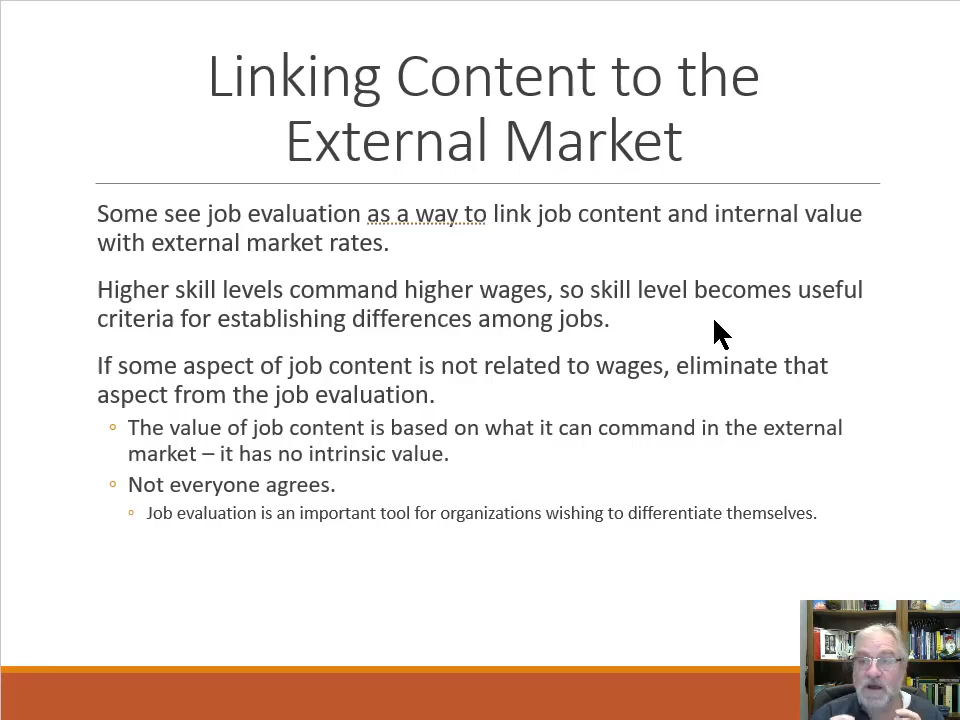 Linking Content to the
External Market
Some see job evaluation as a way to link job content and internal value
with external market rates.
Higher skill levels command higher wages, so skill level becomes useful
criteria for establishing differences among jobs.
If some aspect of job content is not related to wages, eliminate that
aspect from the job evaluation.
◦ The value of job content is based on what it can command in the external
market – it has no intrinsic value.
◦ Not everyone agrees.
◦ Job evaluation is an important tool for organizations wishing to differentiate themselves.